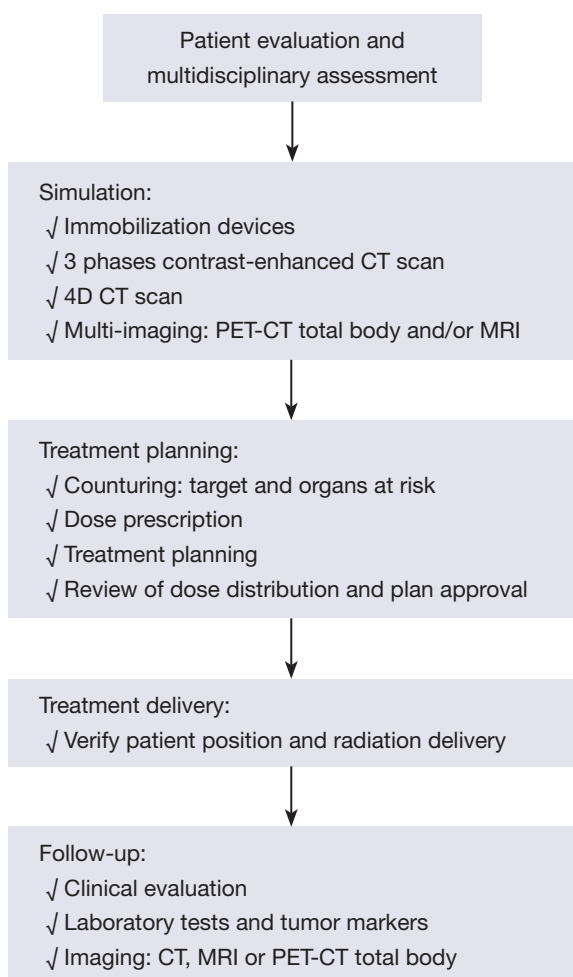 Patient evaluation and
multidisciplinary assessment
Simulation:
√ Immobilization devices
√ 3 phases contrast-enhanced CT scan
√ 4D CT scan
√ Multi-imaging: PET-CT total body and/or MRI
Treatment planning:
√ Counturing: target and organs at risk
√ Dose prescription
√ Treatment planning
√ Review of dose distribution and plan approval
Treatment delivery:
√ Verify patient position and radiation delivery
Follow-up:
√ Clinical evaluation
√ Laboratory tests and tumor markers
√ Imaging: CT, MRI or PET-CT total body